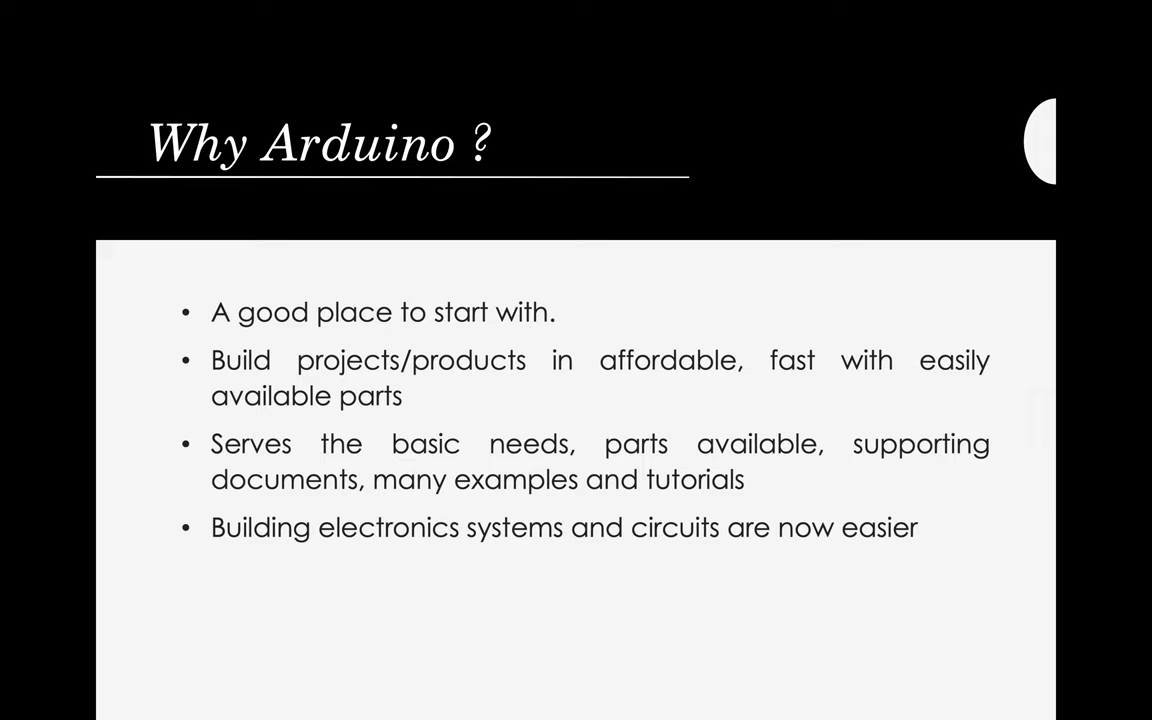 Why Arduino ?
• A good place to start with.
• Build projects/products in affordable, fast with easily
available parts
• Serves the basic needs, parts available, supporting
documents, many examples and tutorials
• Building electronics systems and circuits are now easier